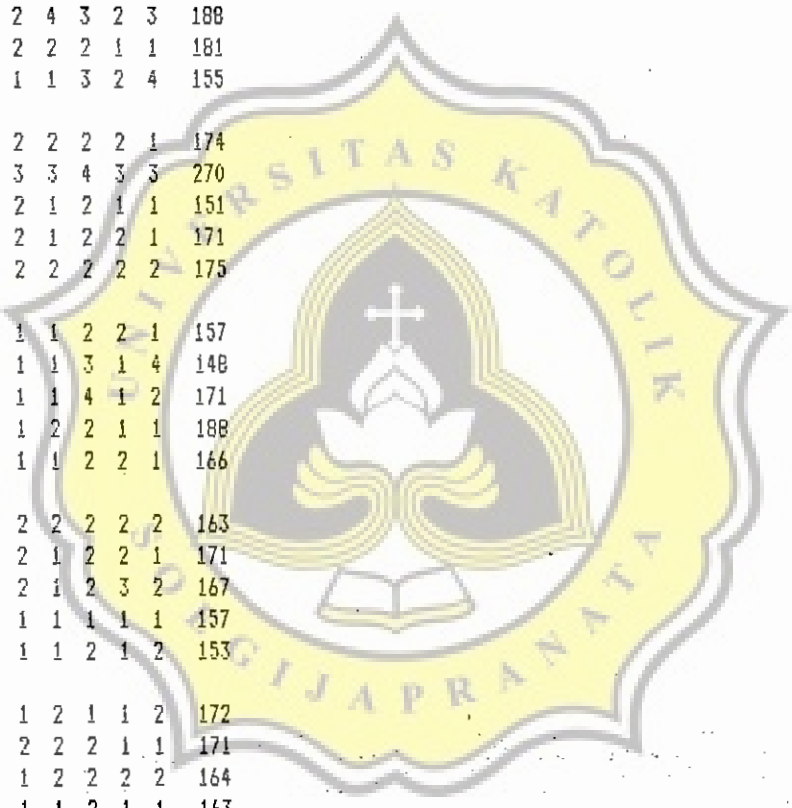 2 4 3 2 3 188
2 2 2 1 1 181
1 1 3 2 4 155
2 2 2 2 1 174
3 3 4 3 3 270
2 1 2 1 1 151
2 1 2 2 1 171
2 2 2 2 2 175
1 1 2 2 1 157
1 1 3 1 4 148
1 1 4 1 2 171
1 2 2 1 1 188
1 1 2 2 1 166
2 2 2 2 2 163
2 1 2 2 1 171
2 1 2 3 2 167
1 1 1 1 1 157
1 1 2 1 2 153
1 2 1 1 2 172
2 2 2 1 1 171
1 2 2 2 2 164
1 1 2 1 1 163
UNIVERSITAS KATOLIK
SOEGIJAPRANATA